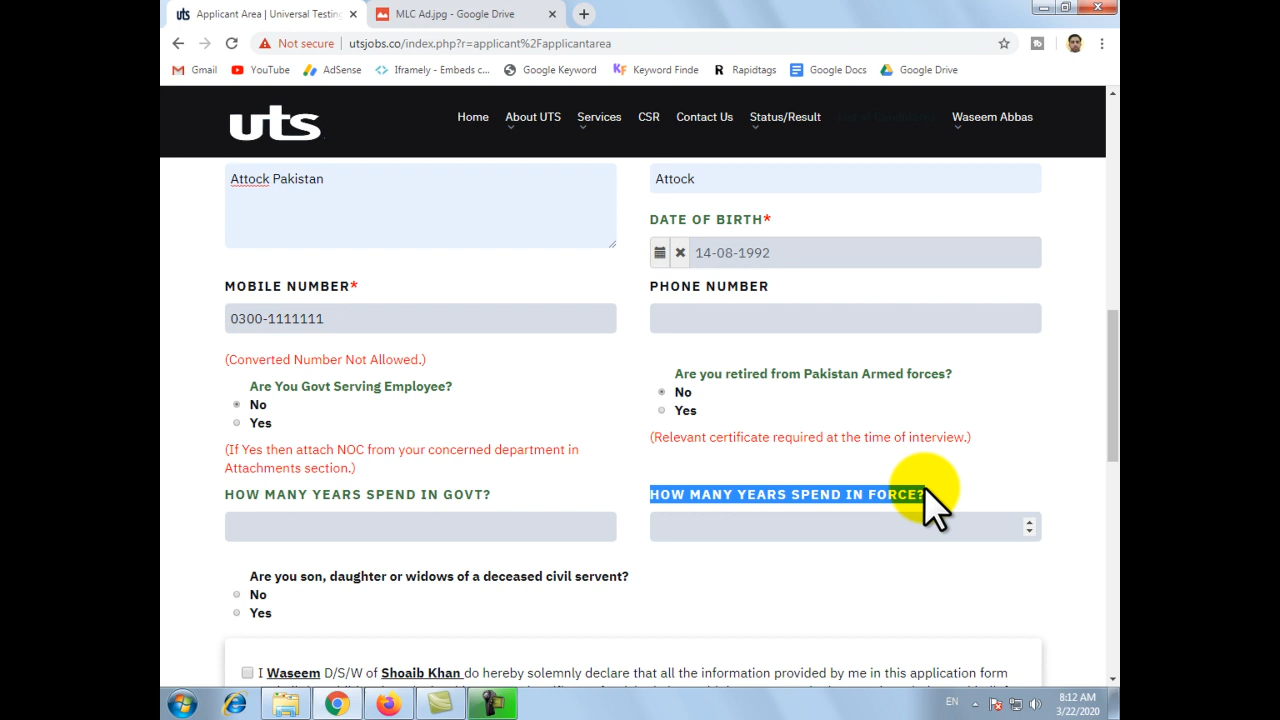 Applicant Area | Universal Testing
MLC Ad.jpg - Google Drive
Not secure
utsjobs.co/index.php?r=applicant%2Fapplicantarea
Gmail YouTube AdSense Iframely - Embeds c... Google Keyword Keyword Finde Rapidtags Google Docs Google Drive
uts
Home About UTS Services CSR Contact Us Status/Result Waseem Abbas
Attock Pakistan
Attock
DATE OF BIRTH*
14-08-1992
MOBILE NUMBER*
PHONE NUMBER
0300-1111111
(Converted Number Not Allowed.)
Are You Govt Serving Employee?
No
Yes
(If Yes then attach NOC from your concerned department in
Attachments section.)
Are you retired from Pakistan Armed forces?
No
Yes
(Relevant certificate required at the time of interview.)
HOW MANY YEARS SPEND IN GOVT?
HOW MANY YEARS SPEND IN FORCE?
Are you son, daughter or widows of a deceased civil servent?
No
Yes
I Waseem D/S/W of Shoaib Khan do hereby solemnly declare that all the information provided by me in this application form
EN
8:12 AM
3/22/2020